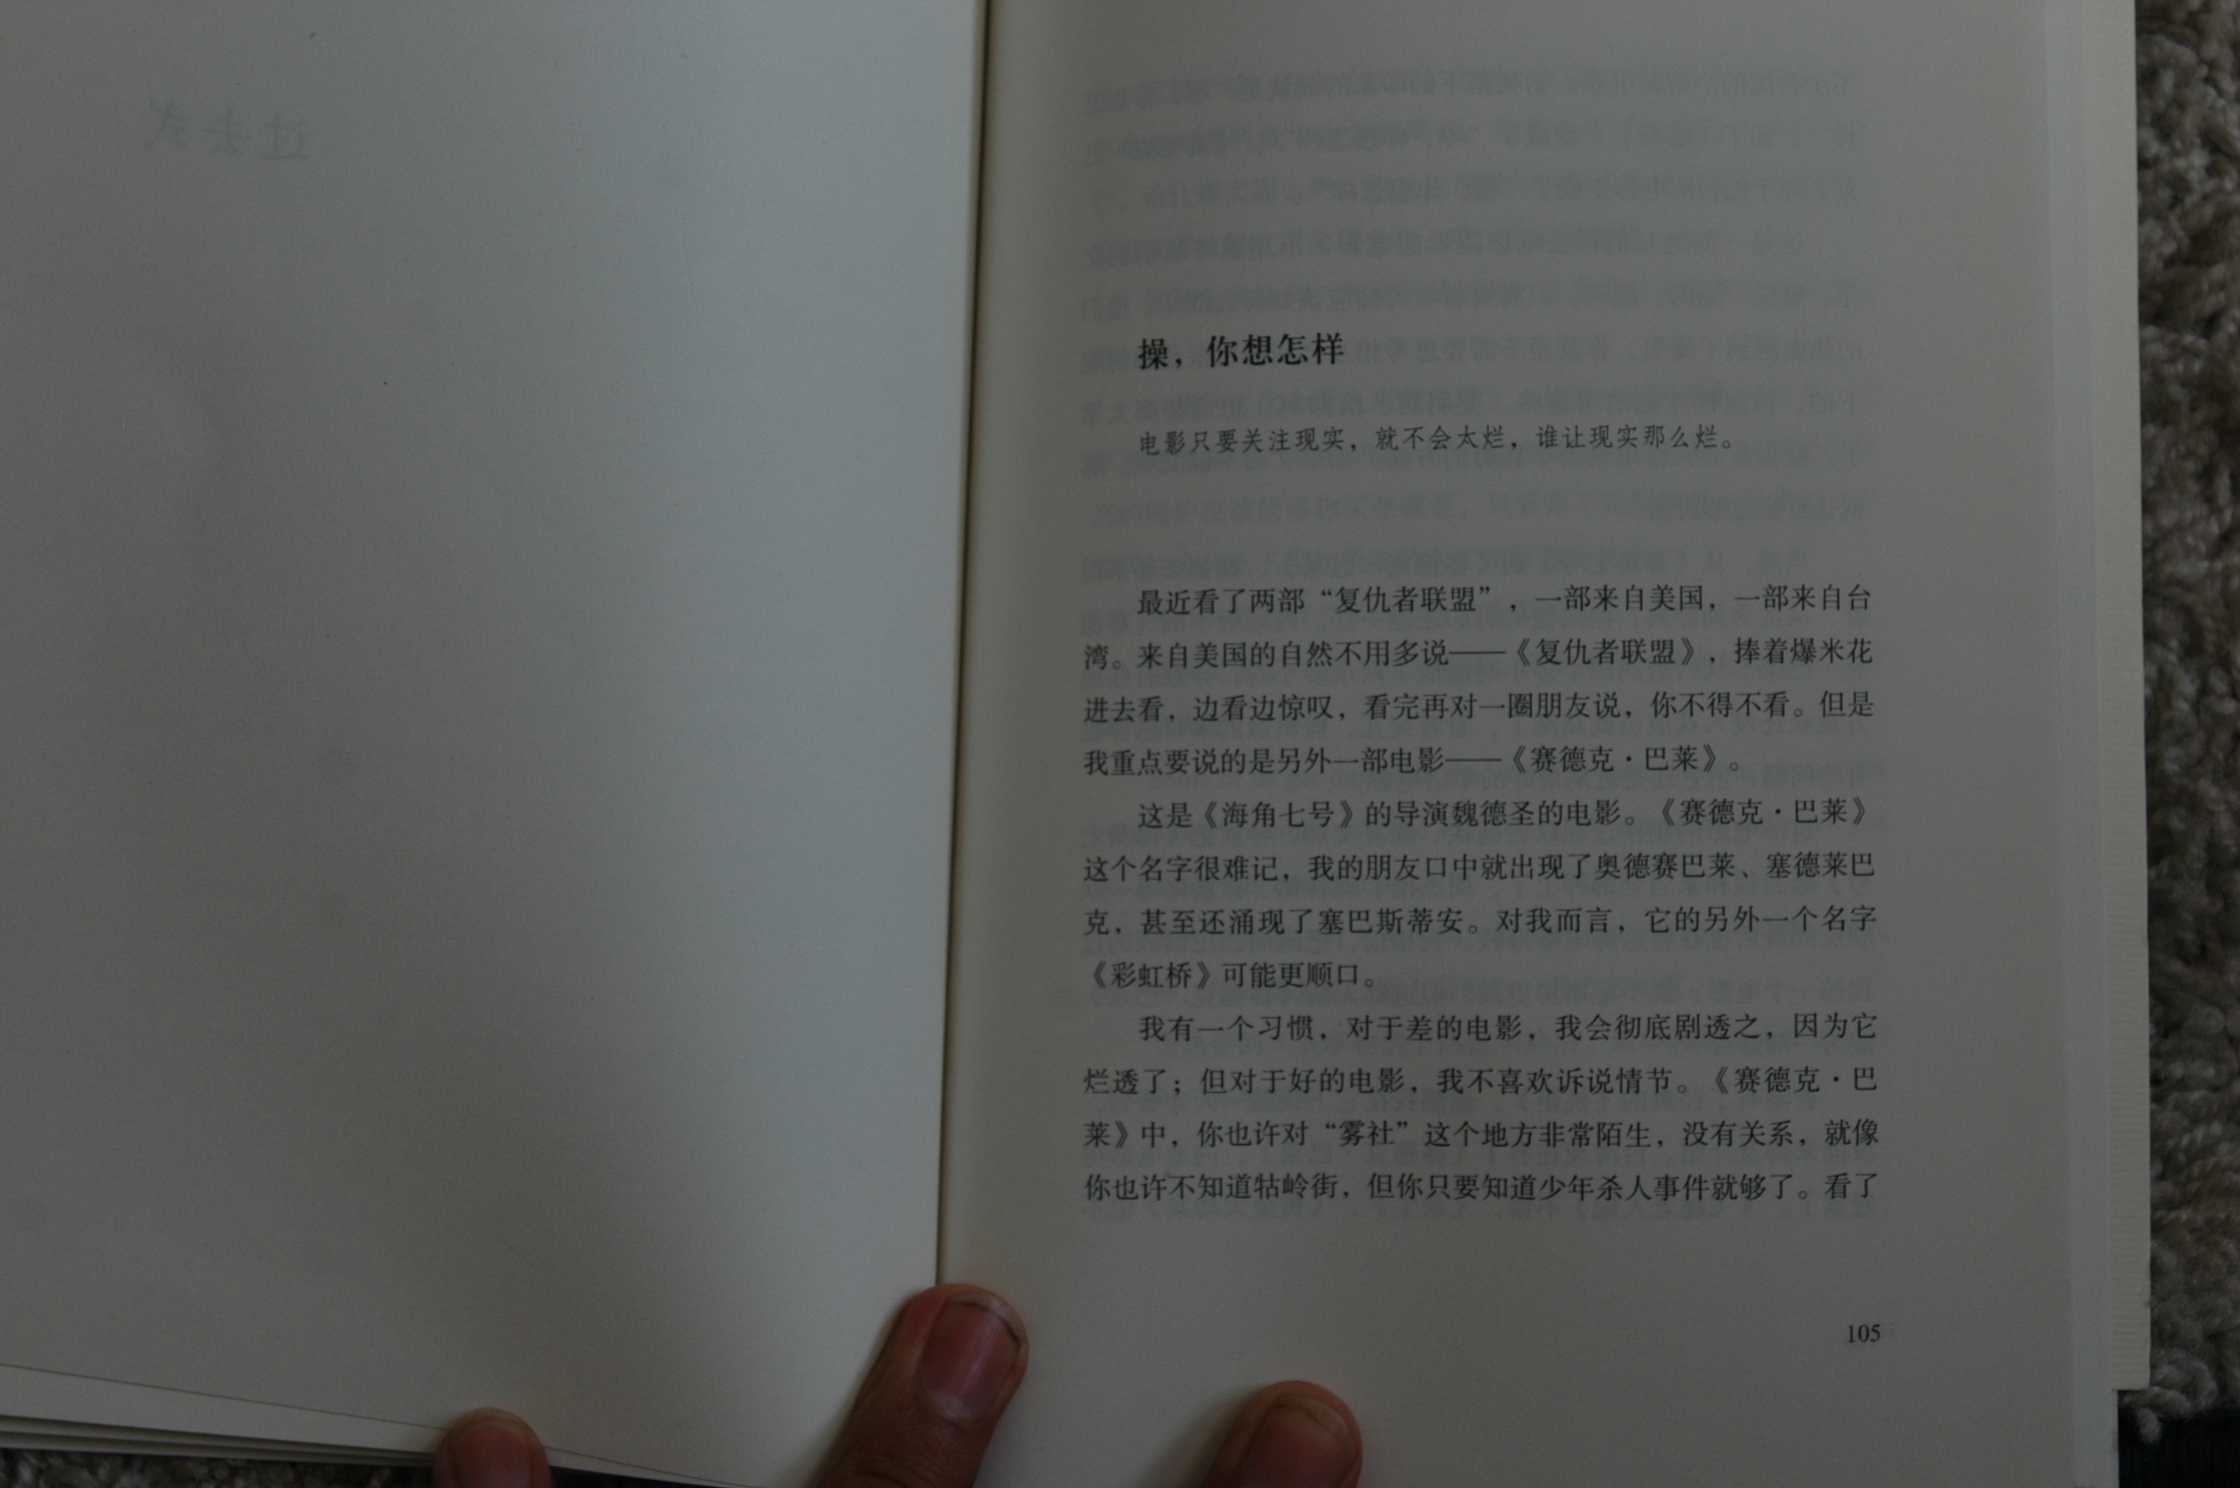 操，你想怎样
电影只要关注现实，就不会太烂，谁让现实那么烂。
最近看了两部“复仇者联盟”，一部来自美国，一部来自台
湾。来自美国的自然不用多说——《复仇者联盟》，捧着爆米花
进去看，边看边惊叹，看完再对一圈朋友说，你不得不看。但是
我重点要说的是另外一部电影——《赛德克·巴莱》。
这是《海角七号》的导演魏德圣的电影。《赛德克·巴莱》
这个名字很难记，我的朋友口中就出现了奥德赛巴莱、塞德莱巴
克，甚至还涌现了塞巴斯蒂安。对我而言，它的另外一个名字
《彩虹桥》可能更顺口。
我有一个习惯，对于差的电影，我会彻底剧透之，因为它
烂透了；但对于好的电影，我不喜欢诉说情节。《赛德克·巴
莱》中，你也许对“雾社”这个地方非常陌生，没有关系，就像
你也许不知道牯岭街，但你只要知道少年杀人事件就够了。看了
105